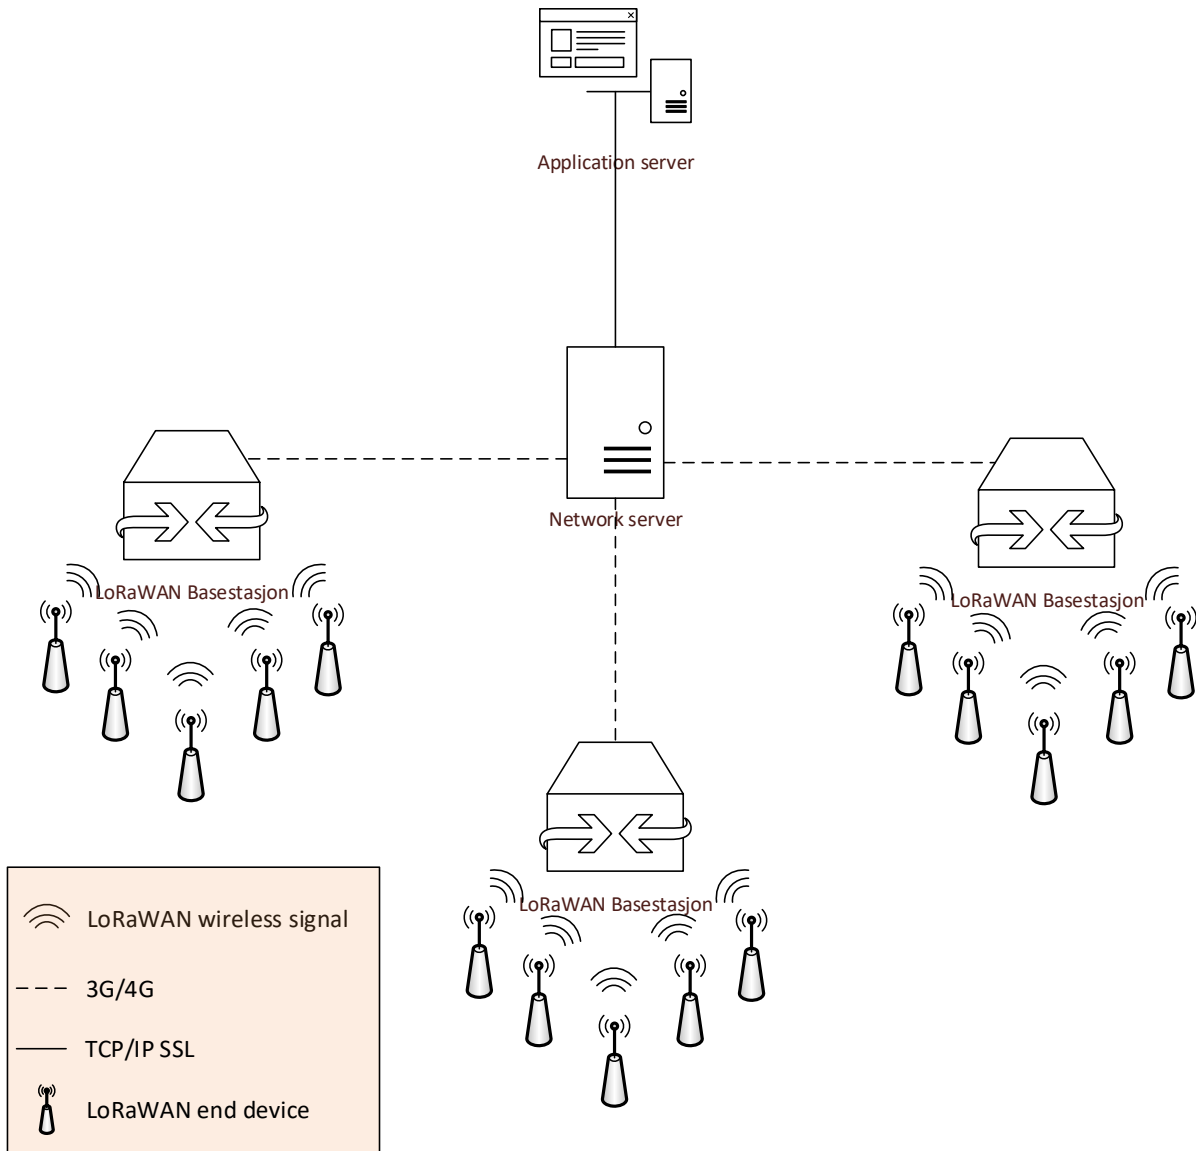 Application server
Network server
LoRaWAN Basestasjon
LoRaWAN Basestasjon
LoRaWAN Basestasjon
LoRaWAN wireless signal
3G/4G
TCP/IP SSL
LoRaWAN end device